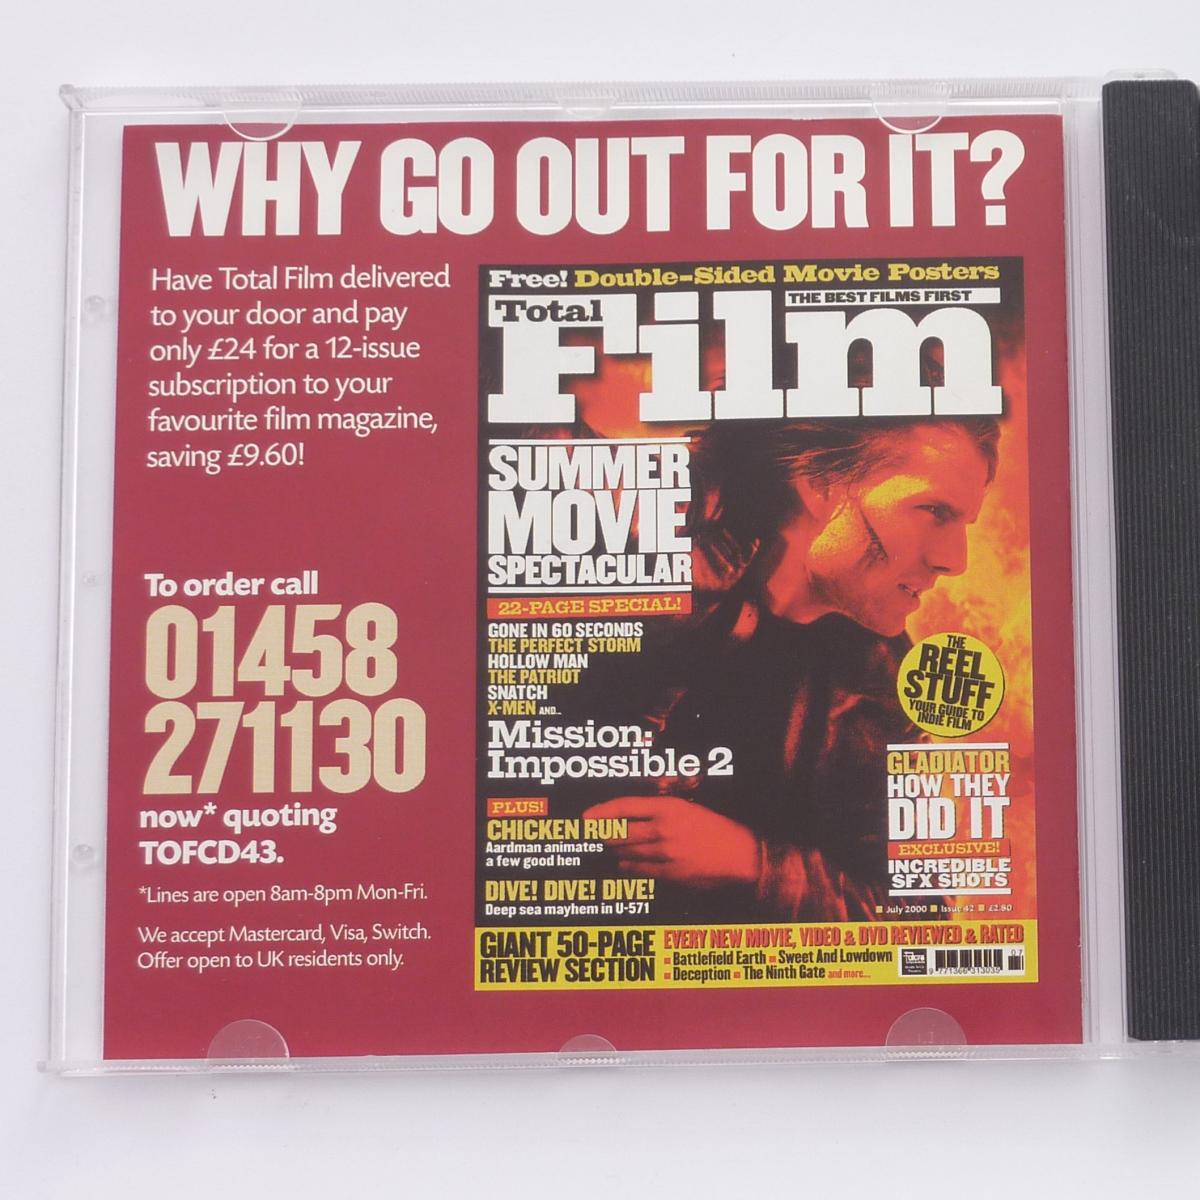 WHY GO OUT FOR IT?
Have Total Film delivered
to your door and pay
only £24 for a 12-issue
subscription to your
favourite film magazine,
saving £9.60!
To order call
01458
271130
now* quoting
TOFCD43.
*Lines are open 8am-8pm Mon-Fri.
We accept Mastercard, Visa, Switch.
Offer open to UK residents only.
Free! Double-Sided Movie Posters
THE BEST FILMS FIRST
Total
Film
SUMMER
MOVIE
SPECTACULAR
22-PAGE SPECIAL!
GONE IN 60 SECONDS
THE PERFECT STORM
HOLLOW MAN
THE PATRIOT
SNATCH
X-MEN AND...
Mission:
Impossible 2
PLUS!
CHICKEN RUN
Aardman animates
a few good hen
DIVE! DIVE! DIVE!
Deep sea mayhem in U-571
THE
REEL
STUFF
YOUR GUIDE TO
INDIE FILM
GLADIATOR
HOW THEY
DID IT
EXCLUSIVE!
INCREDIBLE
SFX SHOTS
July 2000 ■ Issue 42 ■ £2.80
GIANT 50-PAGE
REVIEW SECTION
EVERY NEW MOVIE, VIDEO & DVD REVIEWED & RATED
Battlefield Earth ■ Sweet And Lowdown
Deception ■ The Ninth Gate and more...
07
9 771366 313039